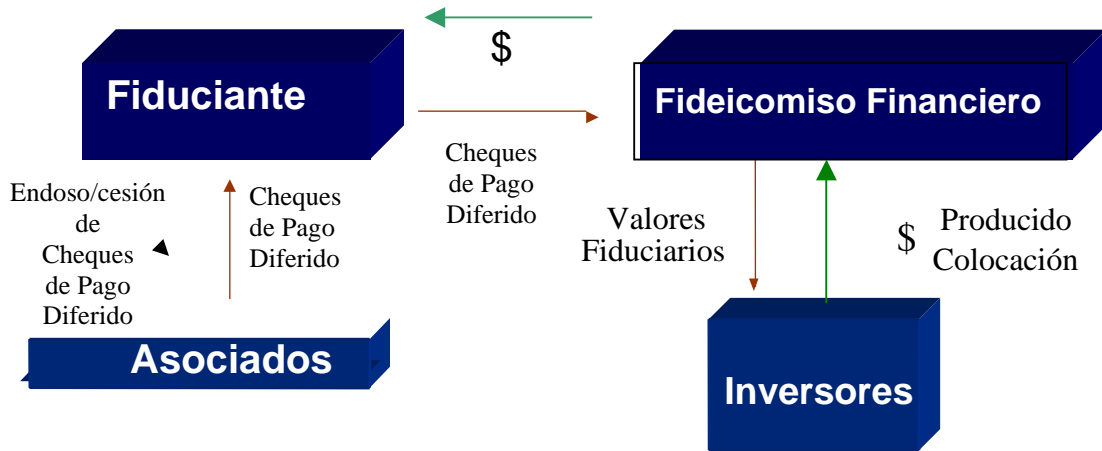 $
Fiduciante
Fideicomiso Financiero
Cheques
de Pago
Diferido
Endoso/cesión
de
Cheques
de Pago
Diferido
Cheques
de Pago
Diferido
Valores
Fiduciarios
$
Producido
Colocación
Asociados
Inversores